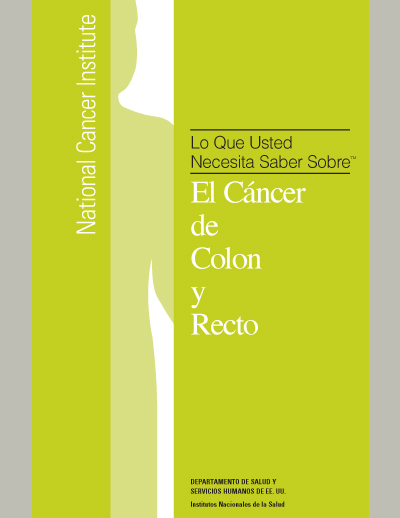 National Cancer Institute
Lo Que Usted
Necesita Saber Sobre™
El Cáncer
de
Colon
y
Recto
DEPARTAMENTO DE SALUD Y
SERVICIOS HUMANOS DE EE. UU.
Institutos Nacionales de la Salud